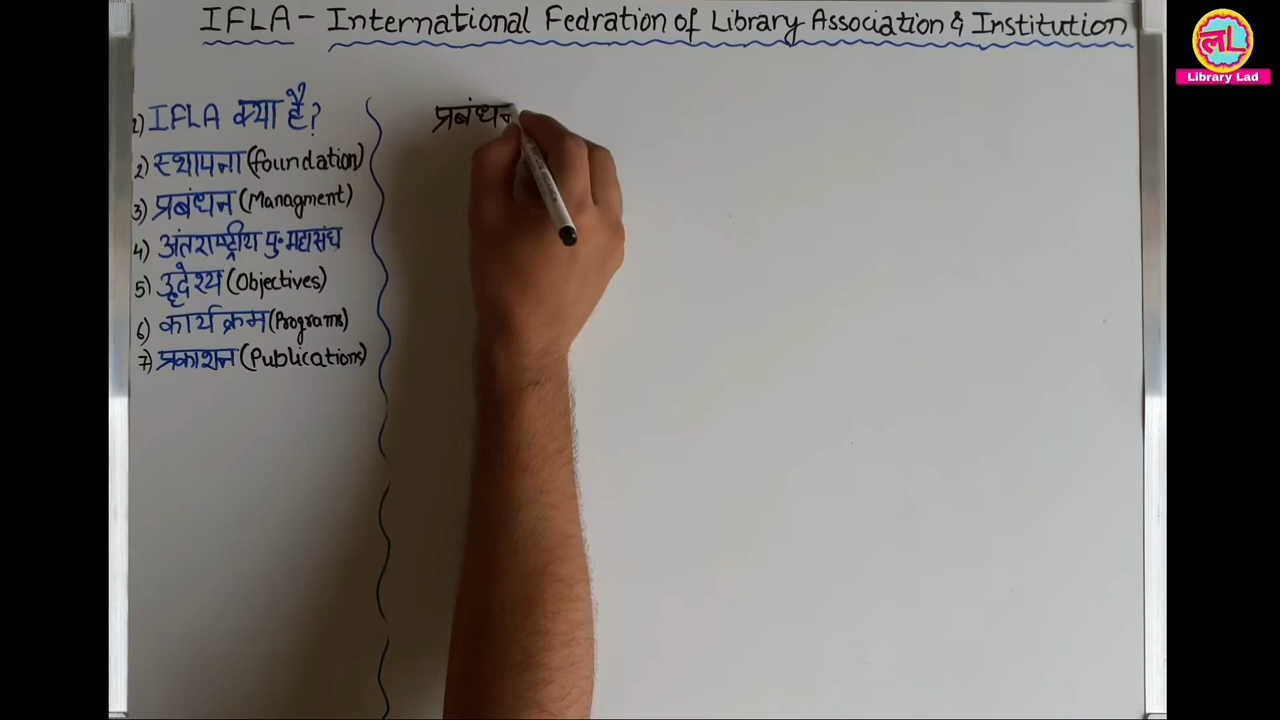 IFLA - International Fedration of Library Association & Institution
ला
Library Lad
1) IFLA क्या है?
2) स्थापना (foundation)
3) प्रबंधन (Managment)
4) अंतराष्ट्रीय पु॰ महासंघ
5) उद्देश्य (Objectives)
6) कार्यक्रम (Programs)
7) प्रकाशन (Publications)
प्रबंधन